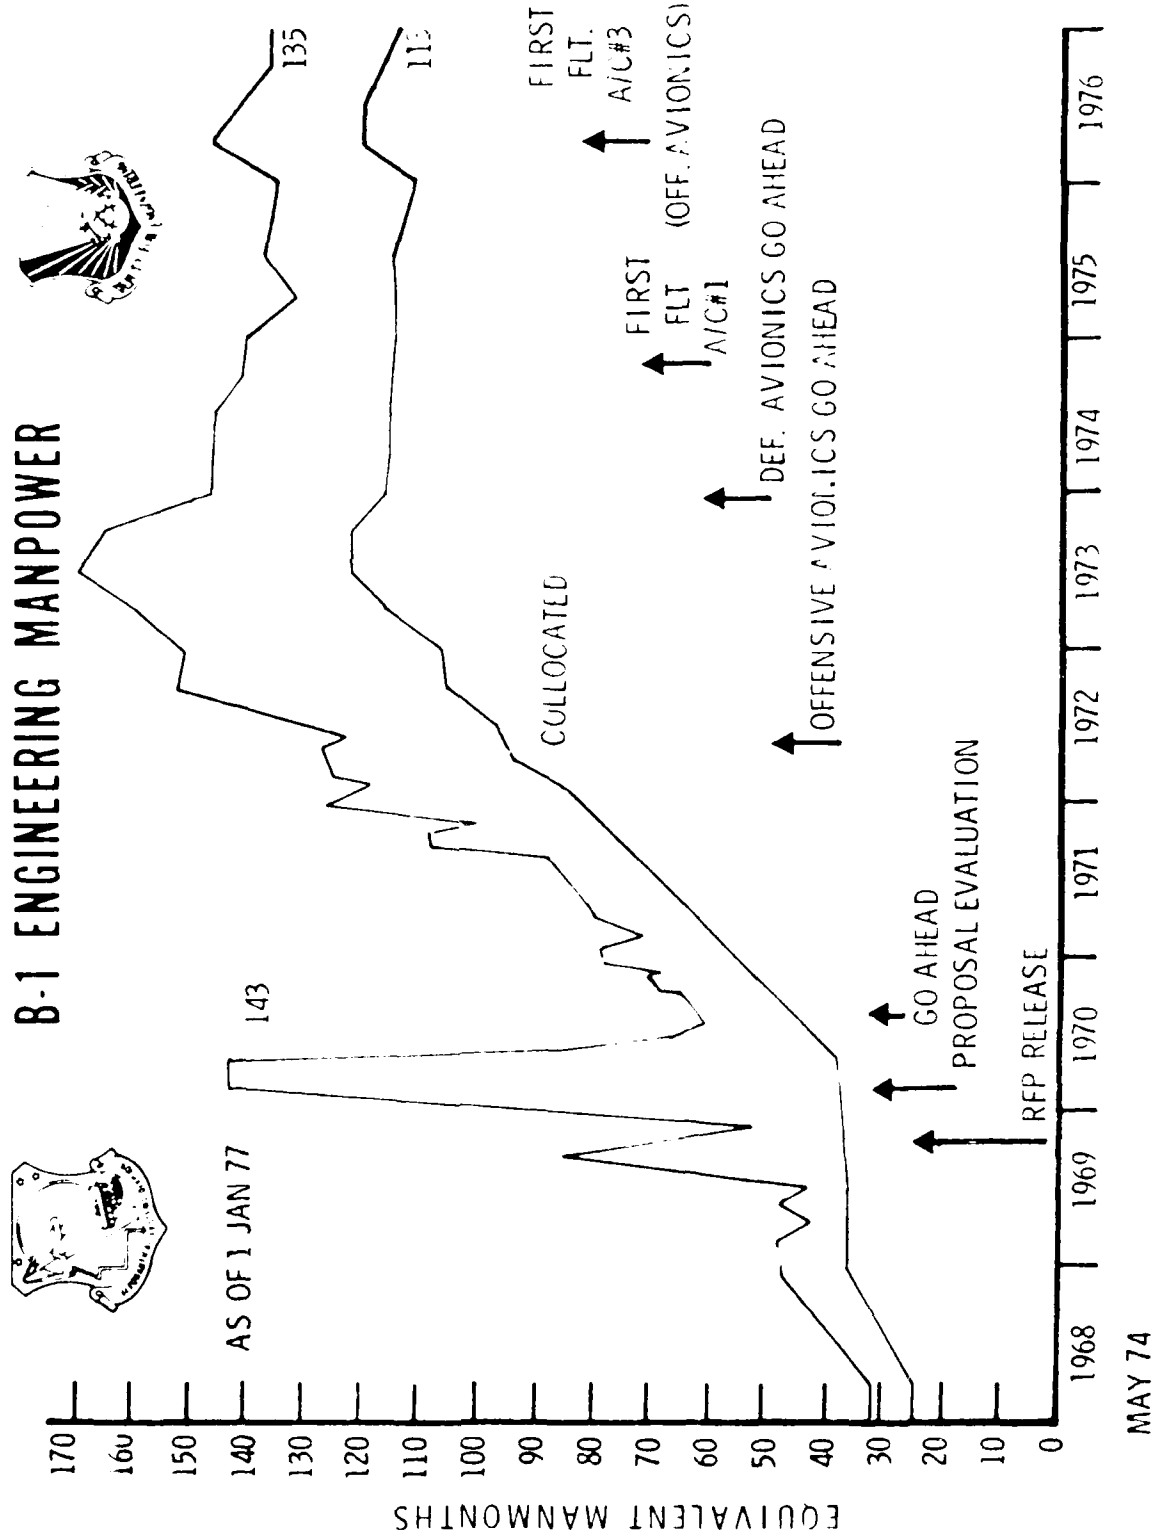 B-1 ENGINEERING MANPOWER
AS OF 1 JAN 77
EQUIVALENT MANMONTHS
170
160
150
140
130
120
110
100
90
80
70
60
50
40
30
20
10
0
143
135
COLLOCATED
FIRST
FLT.
A/C#3
(OFF. AVIONICS)
FIRST
FLT
A/C#1
DEF. AVIONICS GO AHEAD
OFFENSIVE AVIONICS GO AHEAD
GO AHEAD
PROPOSAL EVALUATION
RFP RELEASE
1968
1969
1970
1971
1972
1973
1974
1975
1976
MAY 74